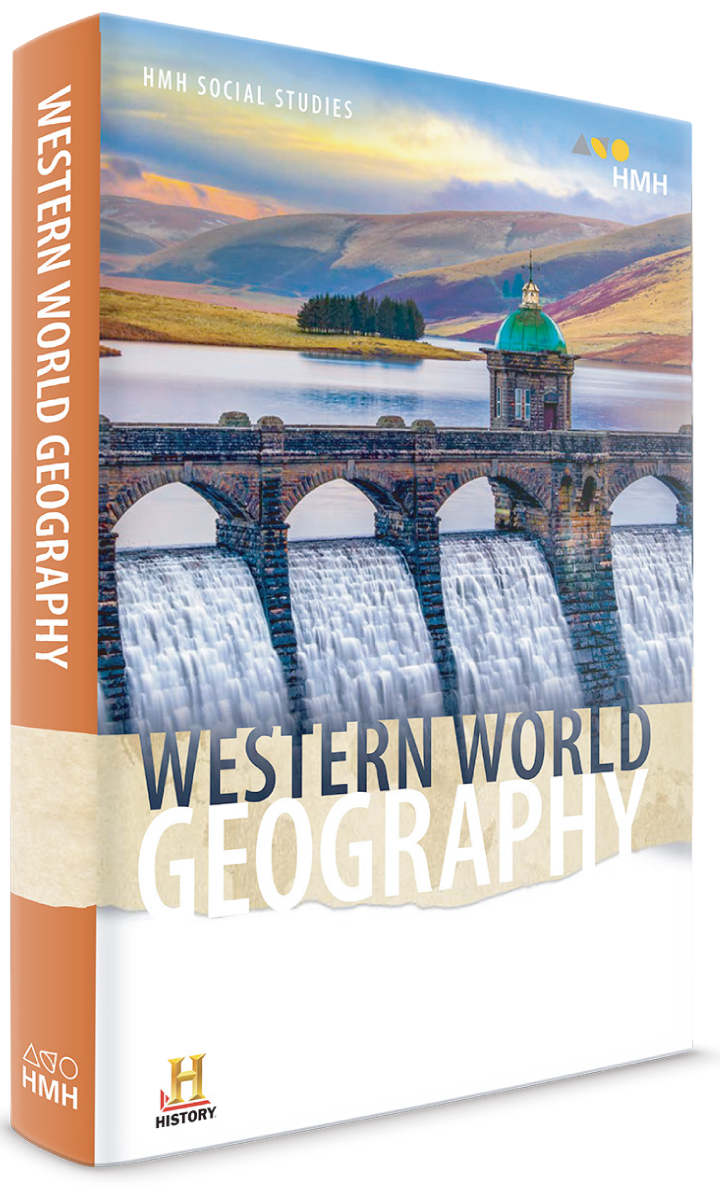 WESTERN WORLD GEOGRAPHY
HMH
HMH SOCIAL STUDIES
HMH
WESTERN WORLD
GEOGRAPHY
H
HISTORY